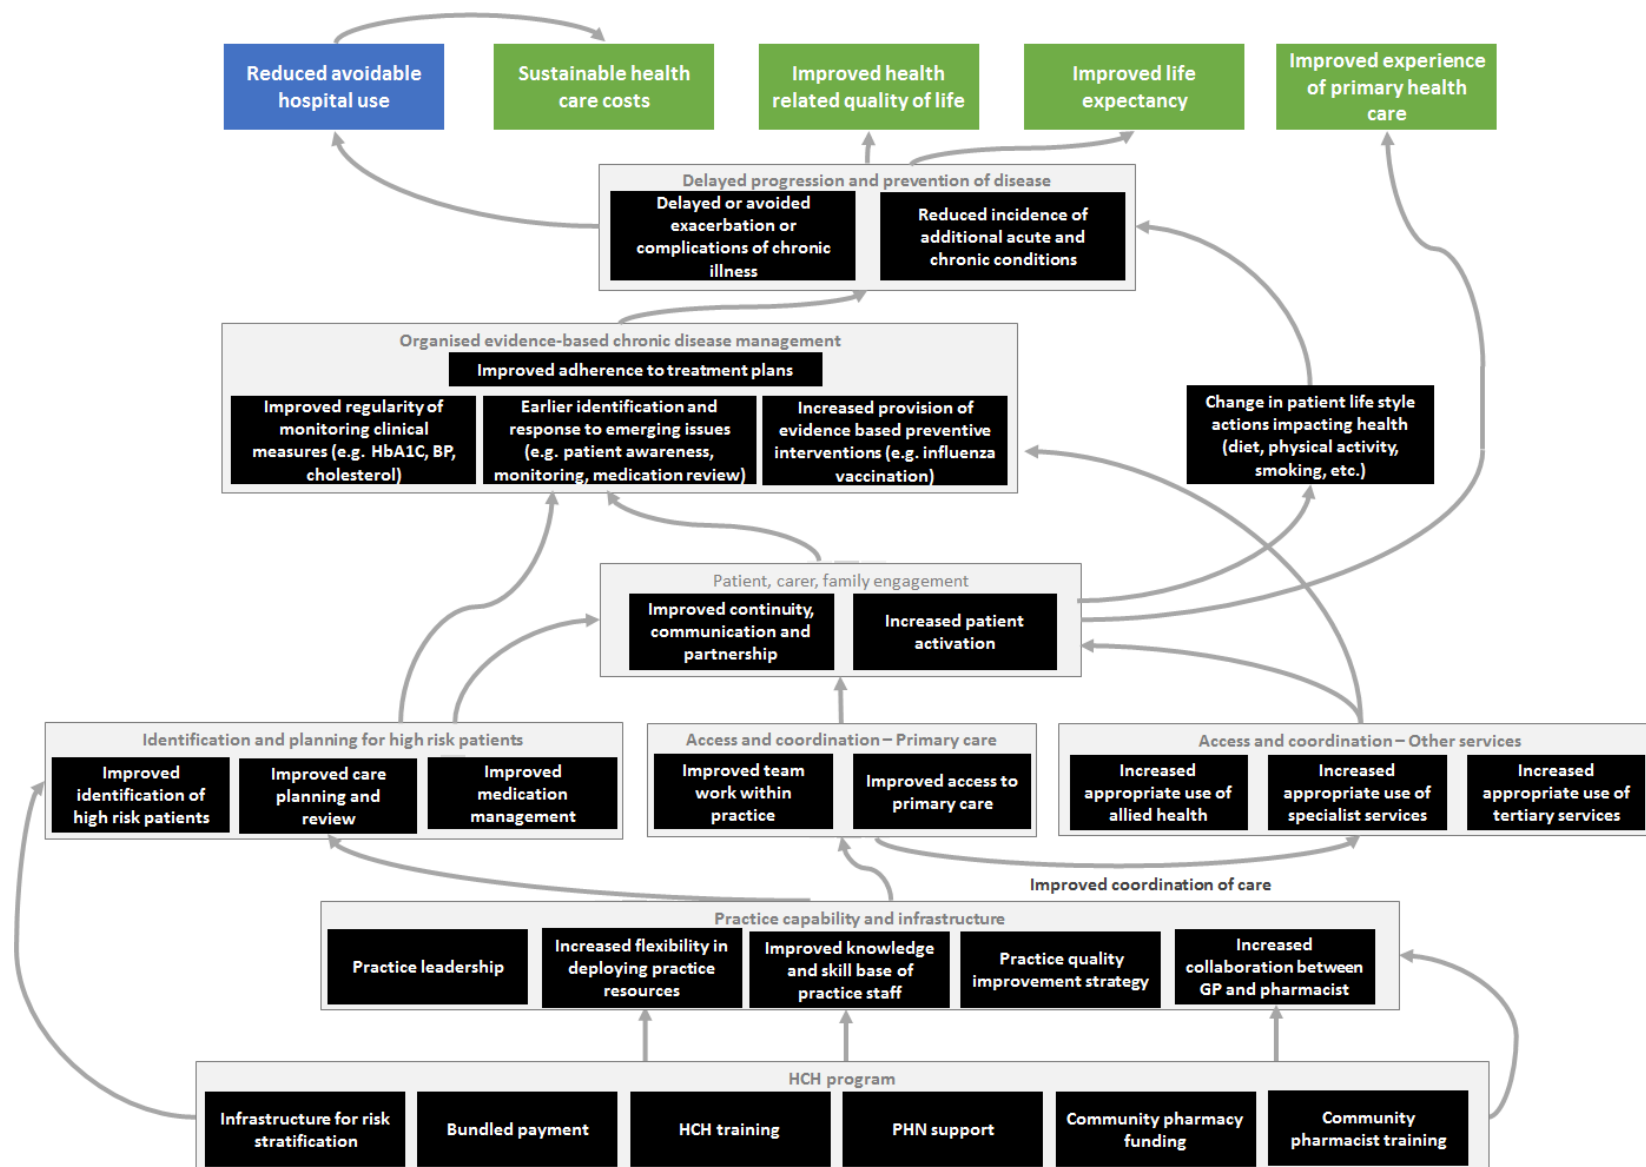 Reduced avoidable
hospital use
Sustainable health
care costs
Improved health
related quality of life
Improved life
expectancy
Improved experience
of primary health
care
Delayed progression and prevention of disease
Delayed or avoided
exacerbation or
complications of chronic
illness
Reduced incidence of
additional acute and
chronic conditions
Organised evidence-based chronic disease management
Improved adherence to treatment plans
Improved regularity of
monitoring clinical
measures (e.g. HbA1C, BP,
cholesterol)
Earlier identification and
response to emerging issues
(e.g. patient awareness,
monitoring, medication review)
Increased provision of
evidence based preventive
interventions (e.g. influenza
vaccination)
Change in patient life style
actions impacting health
(diet, physical activity,
smoking, etc.)
Patient, carer, family engagement
Improved continuity,
communication and
partnership
Increased patient
activation
Identification and planning for high risk patients
Improved
identification of
high risk patients
Improved care
planning and
review
Improved
medication
management
Access and coordination – Primary care
Improved team
work within
practice
Improved access to
primary care
Access and coordination – Other services
Increased
appropriate use of
allied health
Increased
appropriate use of
specialist services
Increased
appropriate use of
tertiary services
Improved coordination of care
Practice capability and infrastructure
Practice leadership
Increased flexibility in
deploying practice
resources
Improved knowledge
and skill base of
practice staff
Practice quality
improvement strategy
Increased
collaboration between
GP and pharmacist
HCH program
Infrastructure for risk
stratification
Bundled payment
HCH training
PHN support
Community pharmacy
funding
Community
pharmacist training